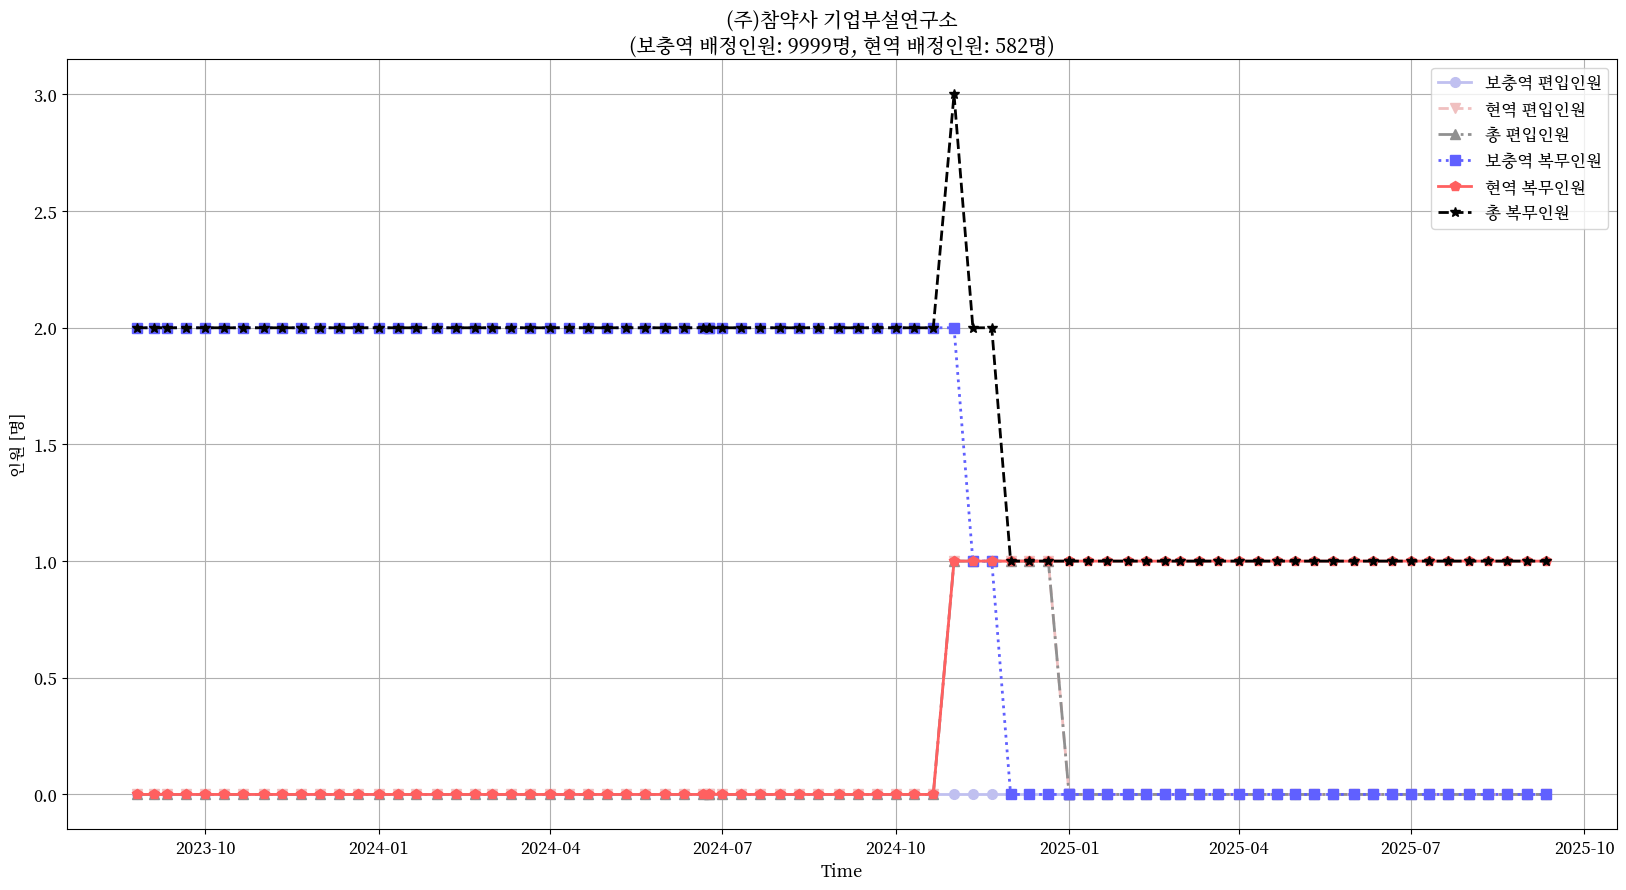 (주)참약사 기업부설연구소
(보충역 배정인원: 9999명, 현역 배정인원: 582명)
보충역 편입인원
현역 편입인원
총 편입인원
보충역 복무인원
현역 복무인원
총 복무인원
3.0
2.5
2.0
1.5
1.0
0.5
0.0
인원 [명]
2023-10
2024-01
2024-04
2024-07
2024-10
2025-01
2025-04
2025-07
2025-10
Time